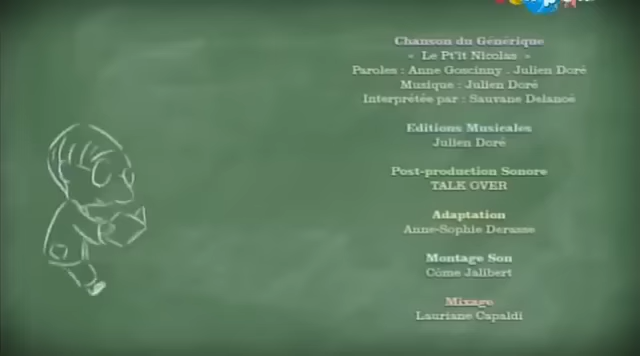 Chanson du Générique
« Le Pt'it Nicolas »
Paroles : Anne Goscinny . Julien Doré
Musique : Julien Doré
Interprétée par : Sauvane Delanoë
Editions Musicales
Julien Doré
Post-production Sonore
TALK OVER
Adaptation
Anne-Sophie Derasse
Montage Son
Côme Jalibert
Mixage
Lauriane Capaldi